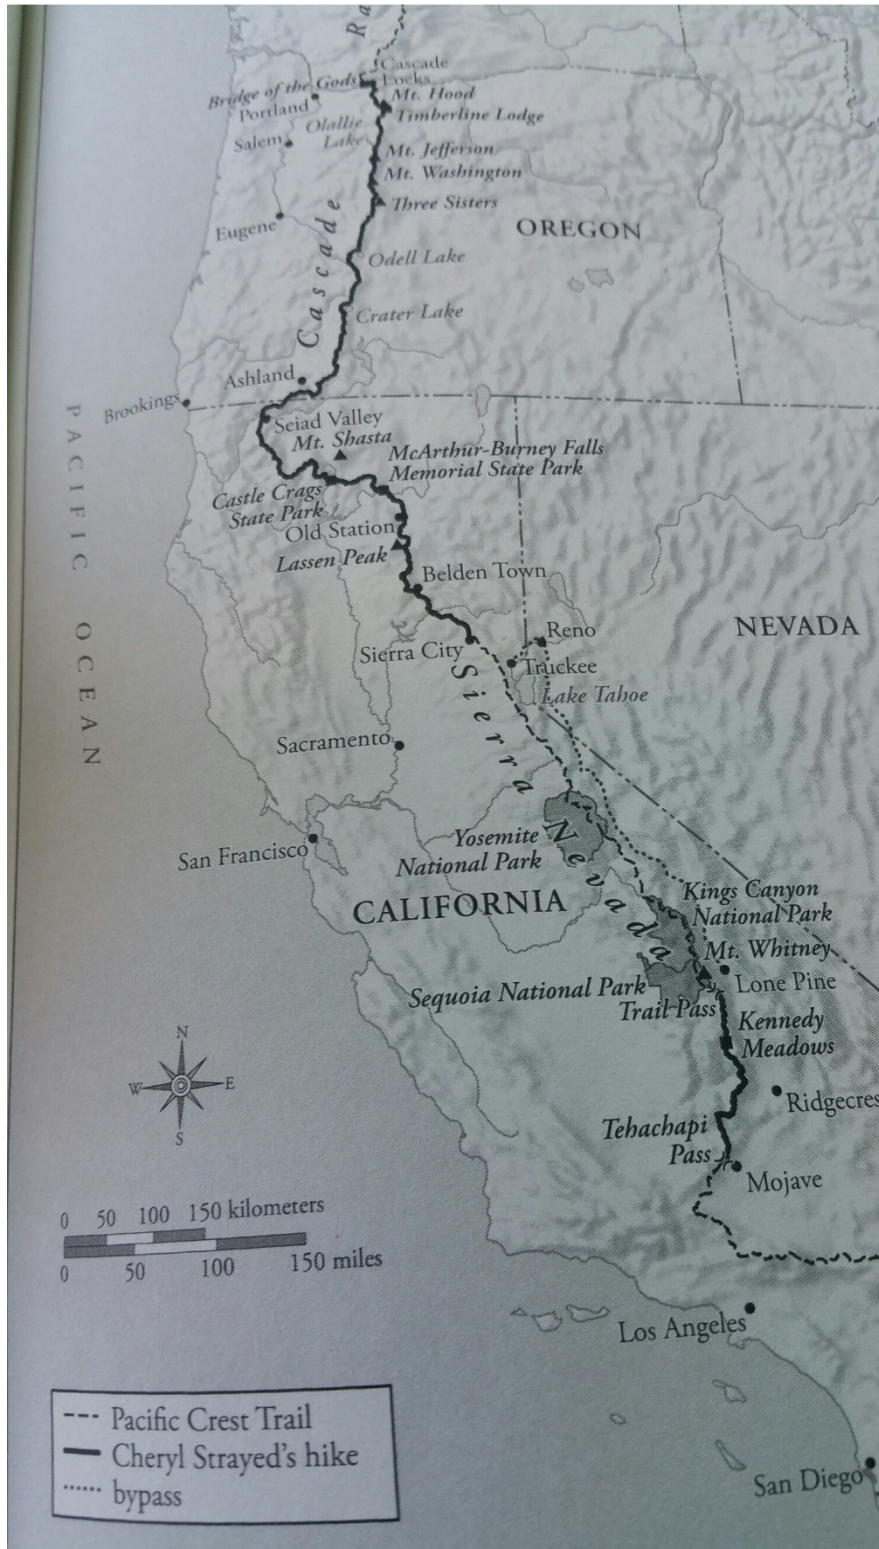 Ra
Cascade
Locks
Bridge of the Gods
Mt. Hood
Portland
Timberline Lodge
Olallie
Lake
Salem
Mt. Jefferson
Mt. Washington
Three Sisters
Eugene
OREGON
Cascade
Odell Lake
Crater Lake
Ashland
Brookings
Seiad Valley
Mt. Shasta
McArthur-Burney Falls
Memorial State Park
Castle Crags
State Park
Old Station
Lassen Peak
Belden Town
PACIFIC OCEAN
Reno
NEVADA
Sierra City
Truckee
Lake Tahoe
Sierra Nevada
Sacramento
San Francisco
Yosemite
National Park
CALIFORNIA
Kings Canyon
National Park
Mt. Whitney
Lone Pine
Sequoia National Park
Trail Pass
Kennedy
Meadows
N
W
E
S
Ridgecres
Tehachapi
Pass
Mojave
0 50 100 150 kilometers
0 50 100 150 miles
Los Angeles
San Diego
Pacific Crest Trail
Cheryl Strayed's hike
bypass